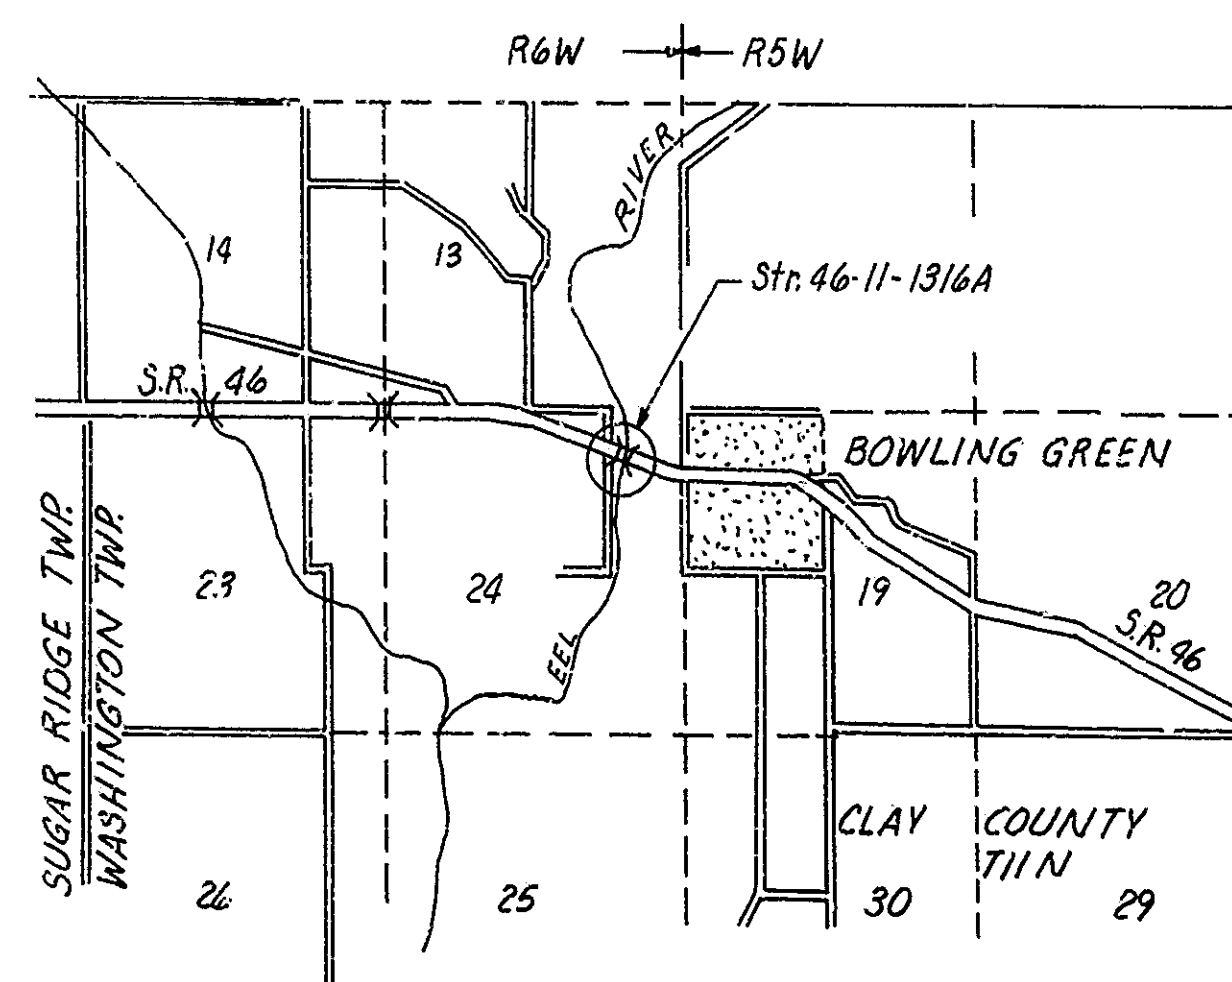 R6W R5W
RIVER
14
13
Str. 46-11-1316A
S.R. 46
BOWLING GREEN
SUGAR RIDGE TWP.
WASHINGTON TWP.
23
24
19
20
S.R. 46
EEL
CLAY COUNTY
T11N
26
25
30
29